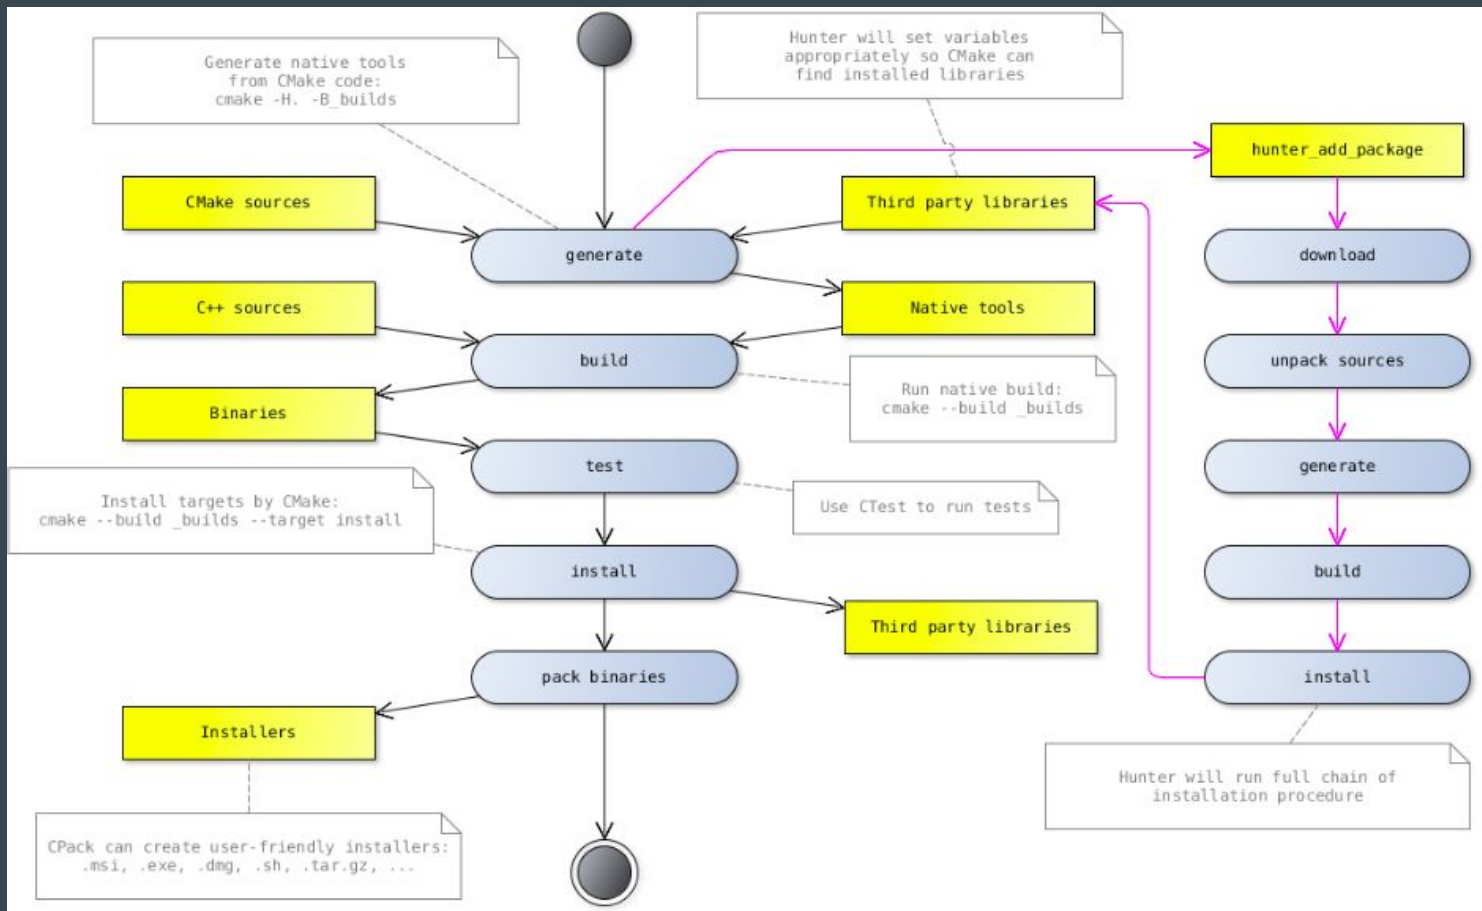 Generate native tools
from CMake code:
cmake -H. -B_builds
Hunter will set variables
appropriately so CMake can
find installed libraries
hunter_add_package
CMake sources
Third party libraries
generate
download
C++ sources
Native tools
build
unpack sources
Run native build:
cmake --build _builds
Binaries
test
generate
Install targets by CMake:
cmake --build _builds --target install
Use CTest to run tests
install
build
Third party libraries
pack binaries
install
Installers
Hunter will run full chain of
installation procedure
CPack can create user-friendly installers:
.msi, .exe, .dmg, .sh, .tar.gz, ...